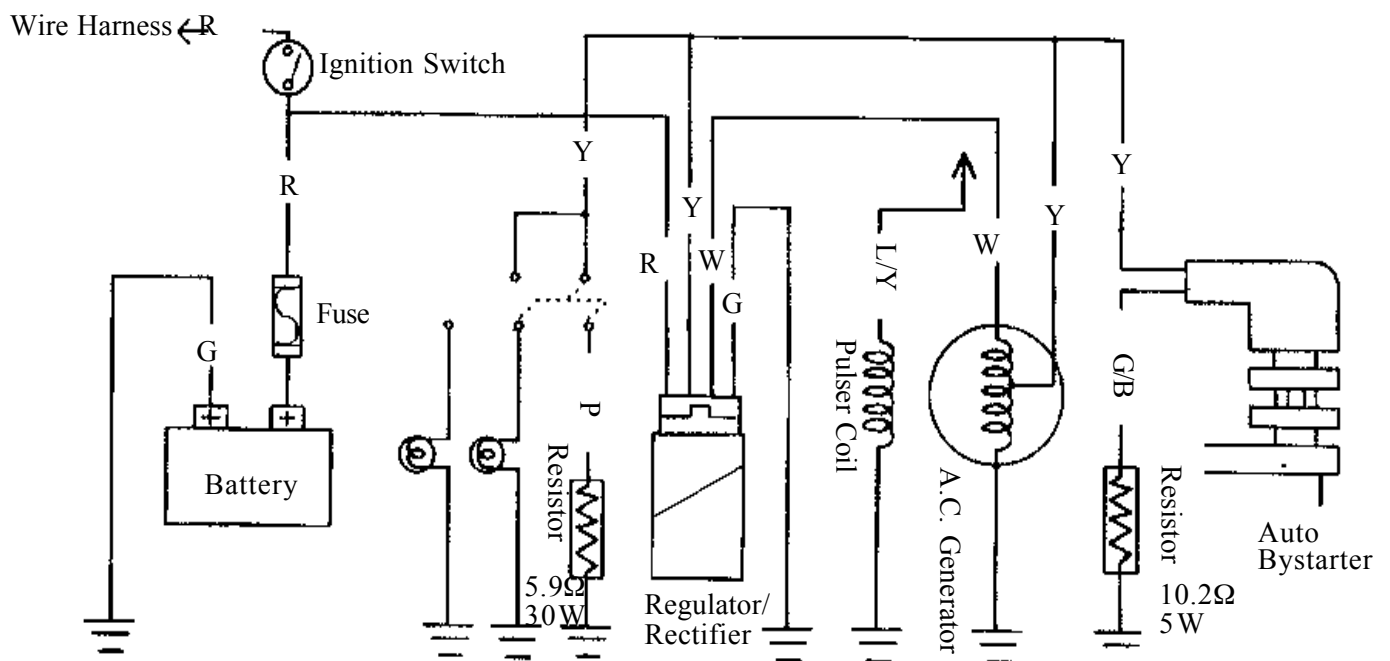 Wire Harness R
Ignition Switch
Y
R
Y
Y
Y
R
W
G
L/Y
W
G
Fuse
P
Pulser Coil
G/B
+
+
Battery
Resistor
5.9Ω
30W
Regulator/
Rectifier
A.C. Generator
Resistor
10.2Ω
5W
Auto
Bystarter